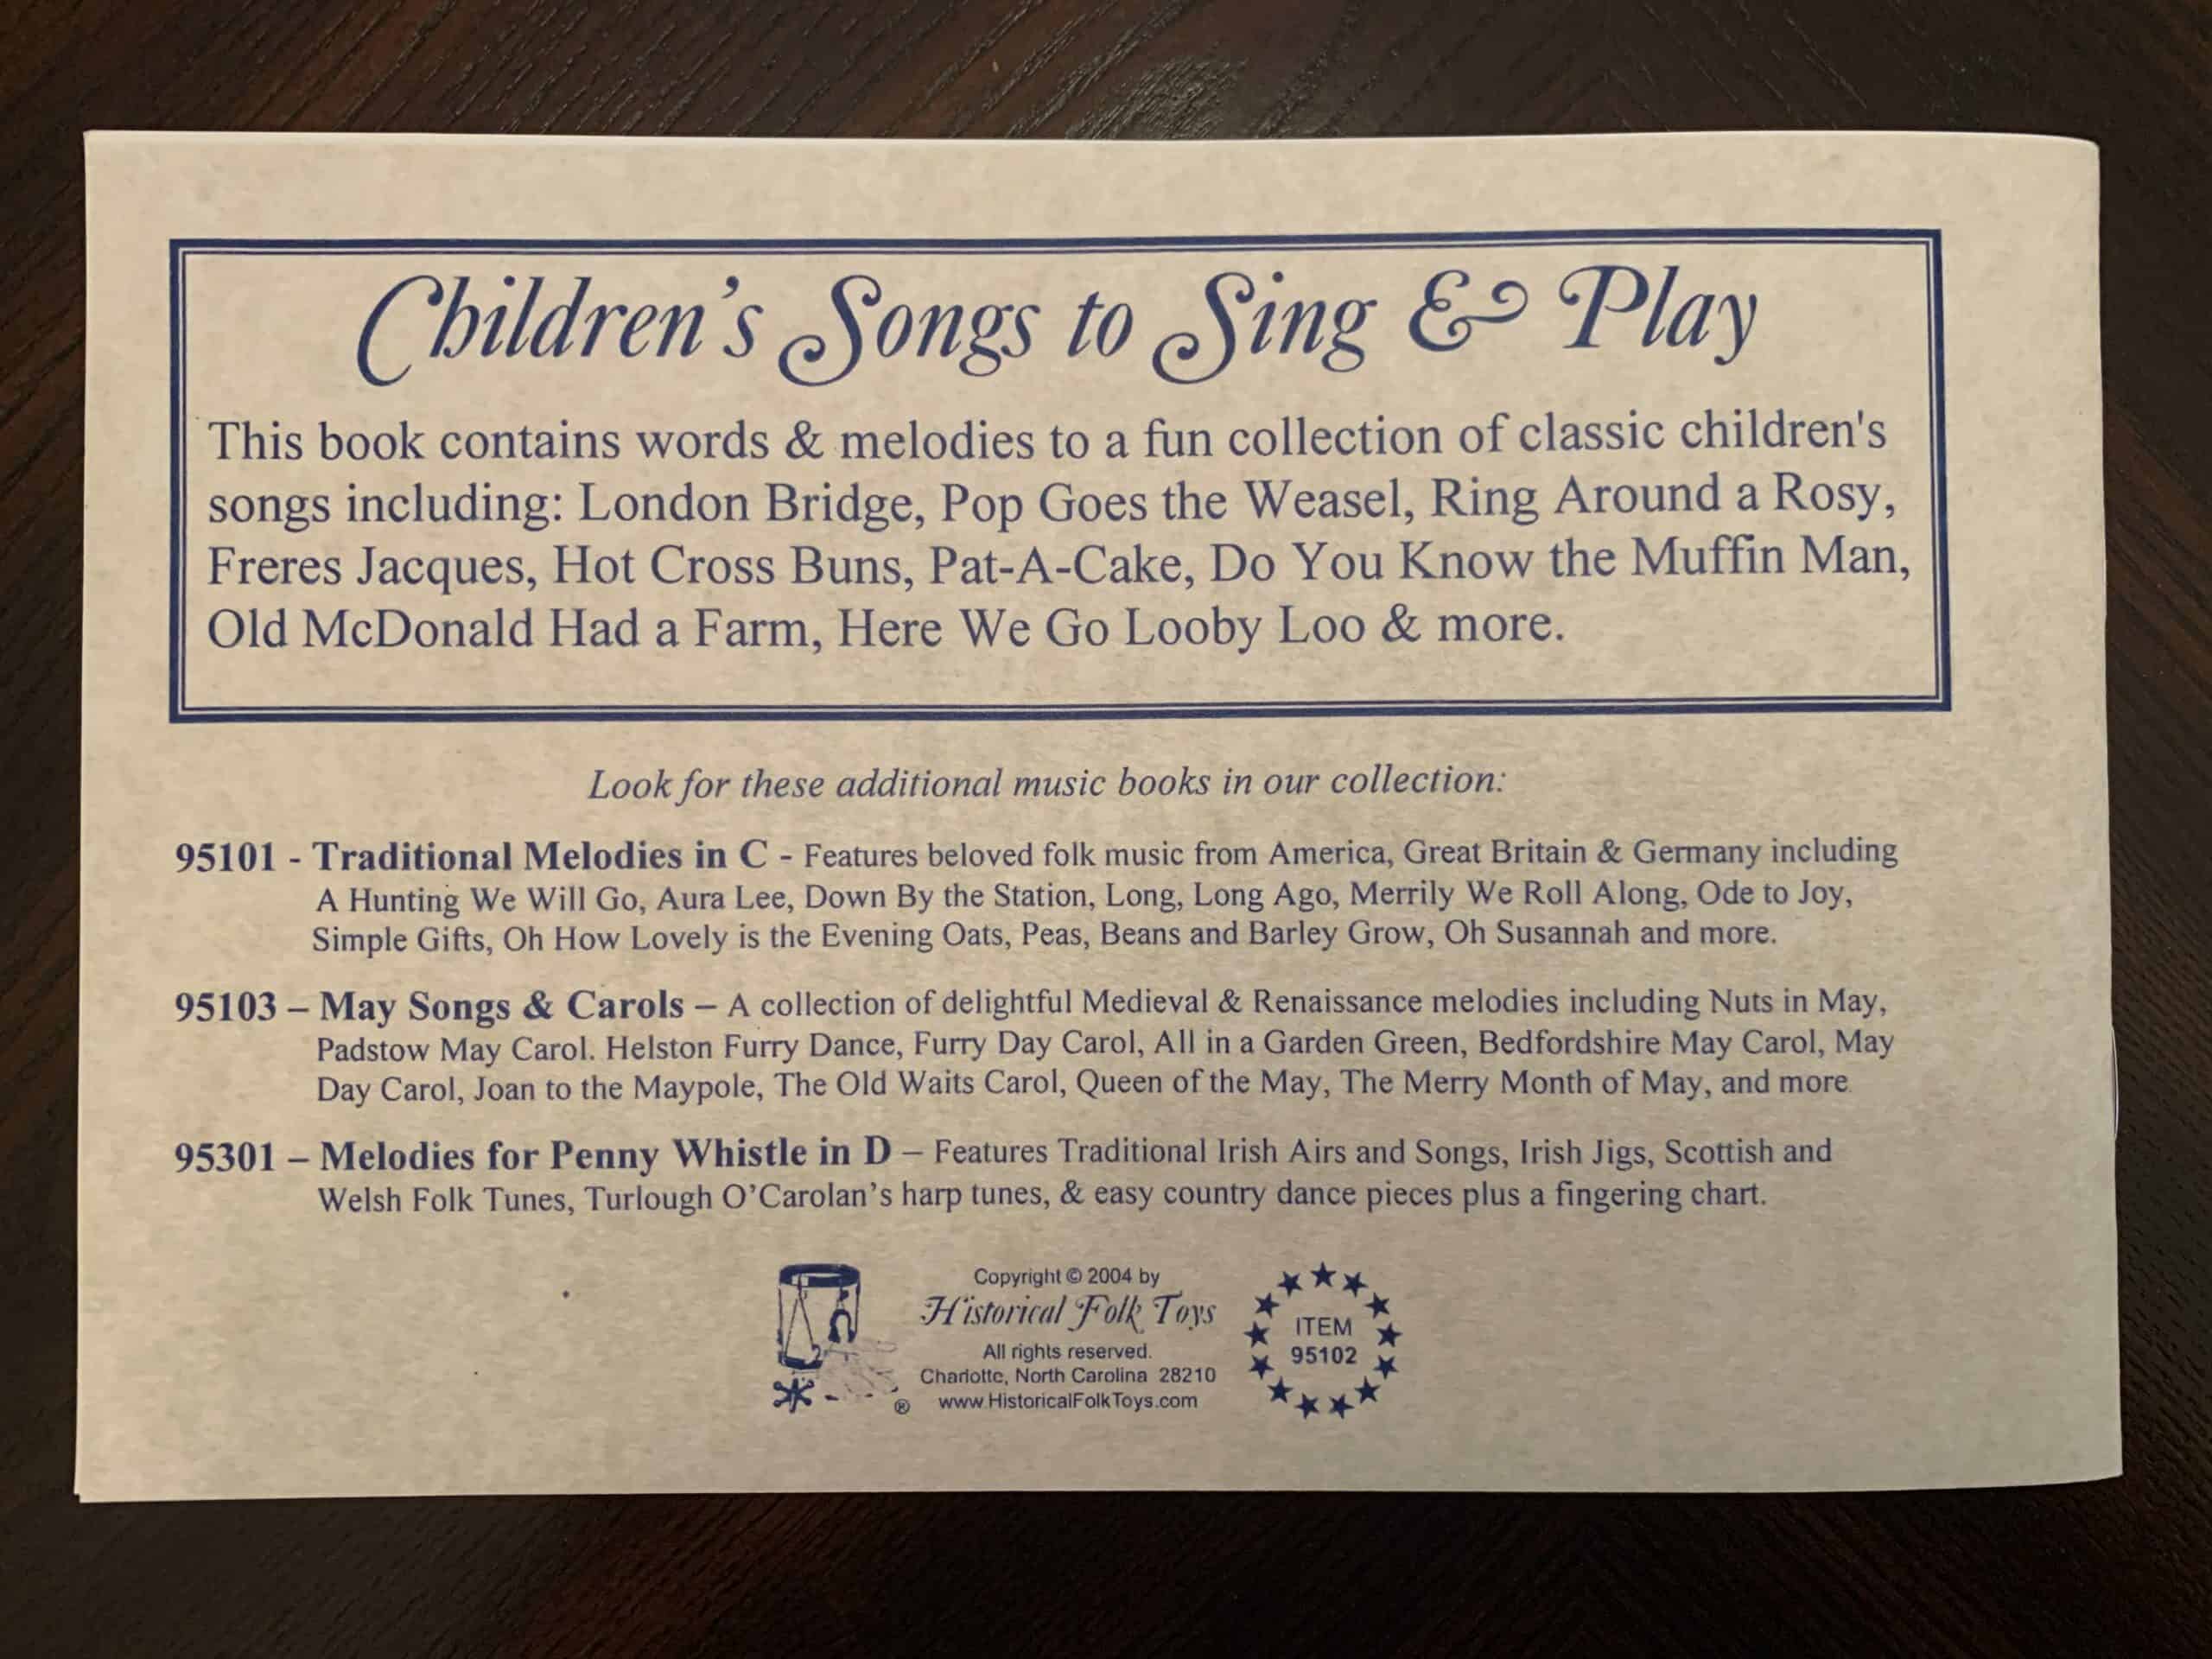 Children's Songs to Sing & Play
This book contains words & melodies to a fun collection of classic children's
songs including: London Bridge, Pop Goes the Weasel, Ring Around a Rosy,
Freres Jacques, Hot Cross Buns, Pat-A-Cake, Do You Know the Muffin Man,
Old McDonald Had a Farm, Here We Go Looby Loo & more.
Look for these additional music books in our collection:
95101 - Traditional Melodies in C - Features beloved folk music from America, Great Britain & Germany including
A Hunting We Will Go, Aura Lee, Down By the Station, Long, Long Ago, Merrily We Roll Along, Ode to Joy,
Simple Gifts, Oh How Lovely is the Evening Oats, Peas, Beans and Barley Grow, Oh Susannah and more.
95103 – May Songs & Carols – A collection of delightful Medieval & Renaissance melodies including Nuts in May,
Padstow May Carol. Helston Furry Dance, Furry Day Carol, All in a Garden Green, Bedfordshire May Carol, May
Day Carol, Joan to the Maypole, The Old Waits Carol, Queen of the May, The Merry Month of May, and more
95301 – Melodies for Penny Whistle in D – Features Traditional Irish Airs and Songs, Irish Jigs, Scottish and
Welsh Folk Tunes, Turlough O'Carolan's harp tunes, & easy country dance pieces plus a fingering chart.
Copyright © 2004 by
Historical Folk Toys
All rights reserved.
Charlotte, North Carolina 28210
www.HistoricalFolkToys.com
®
ITEM
95102